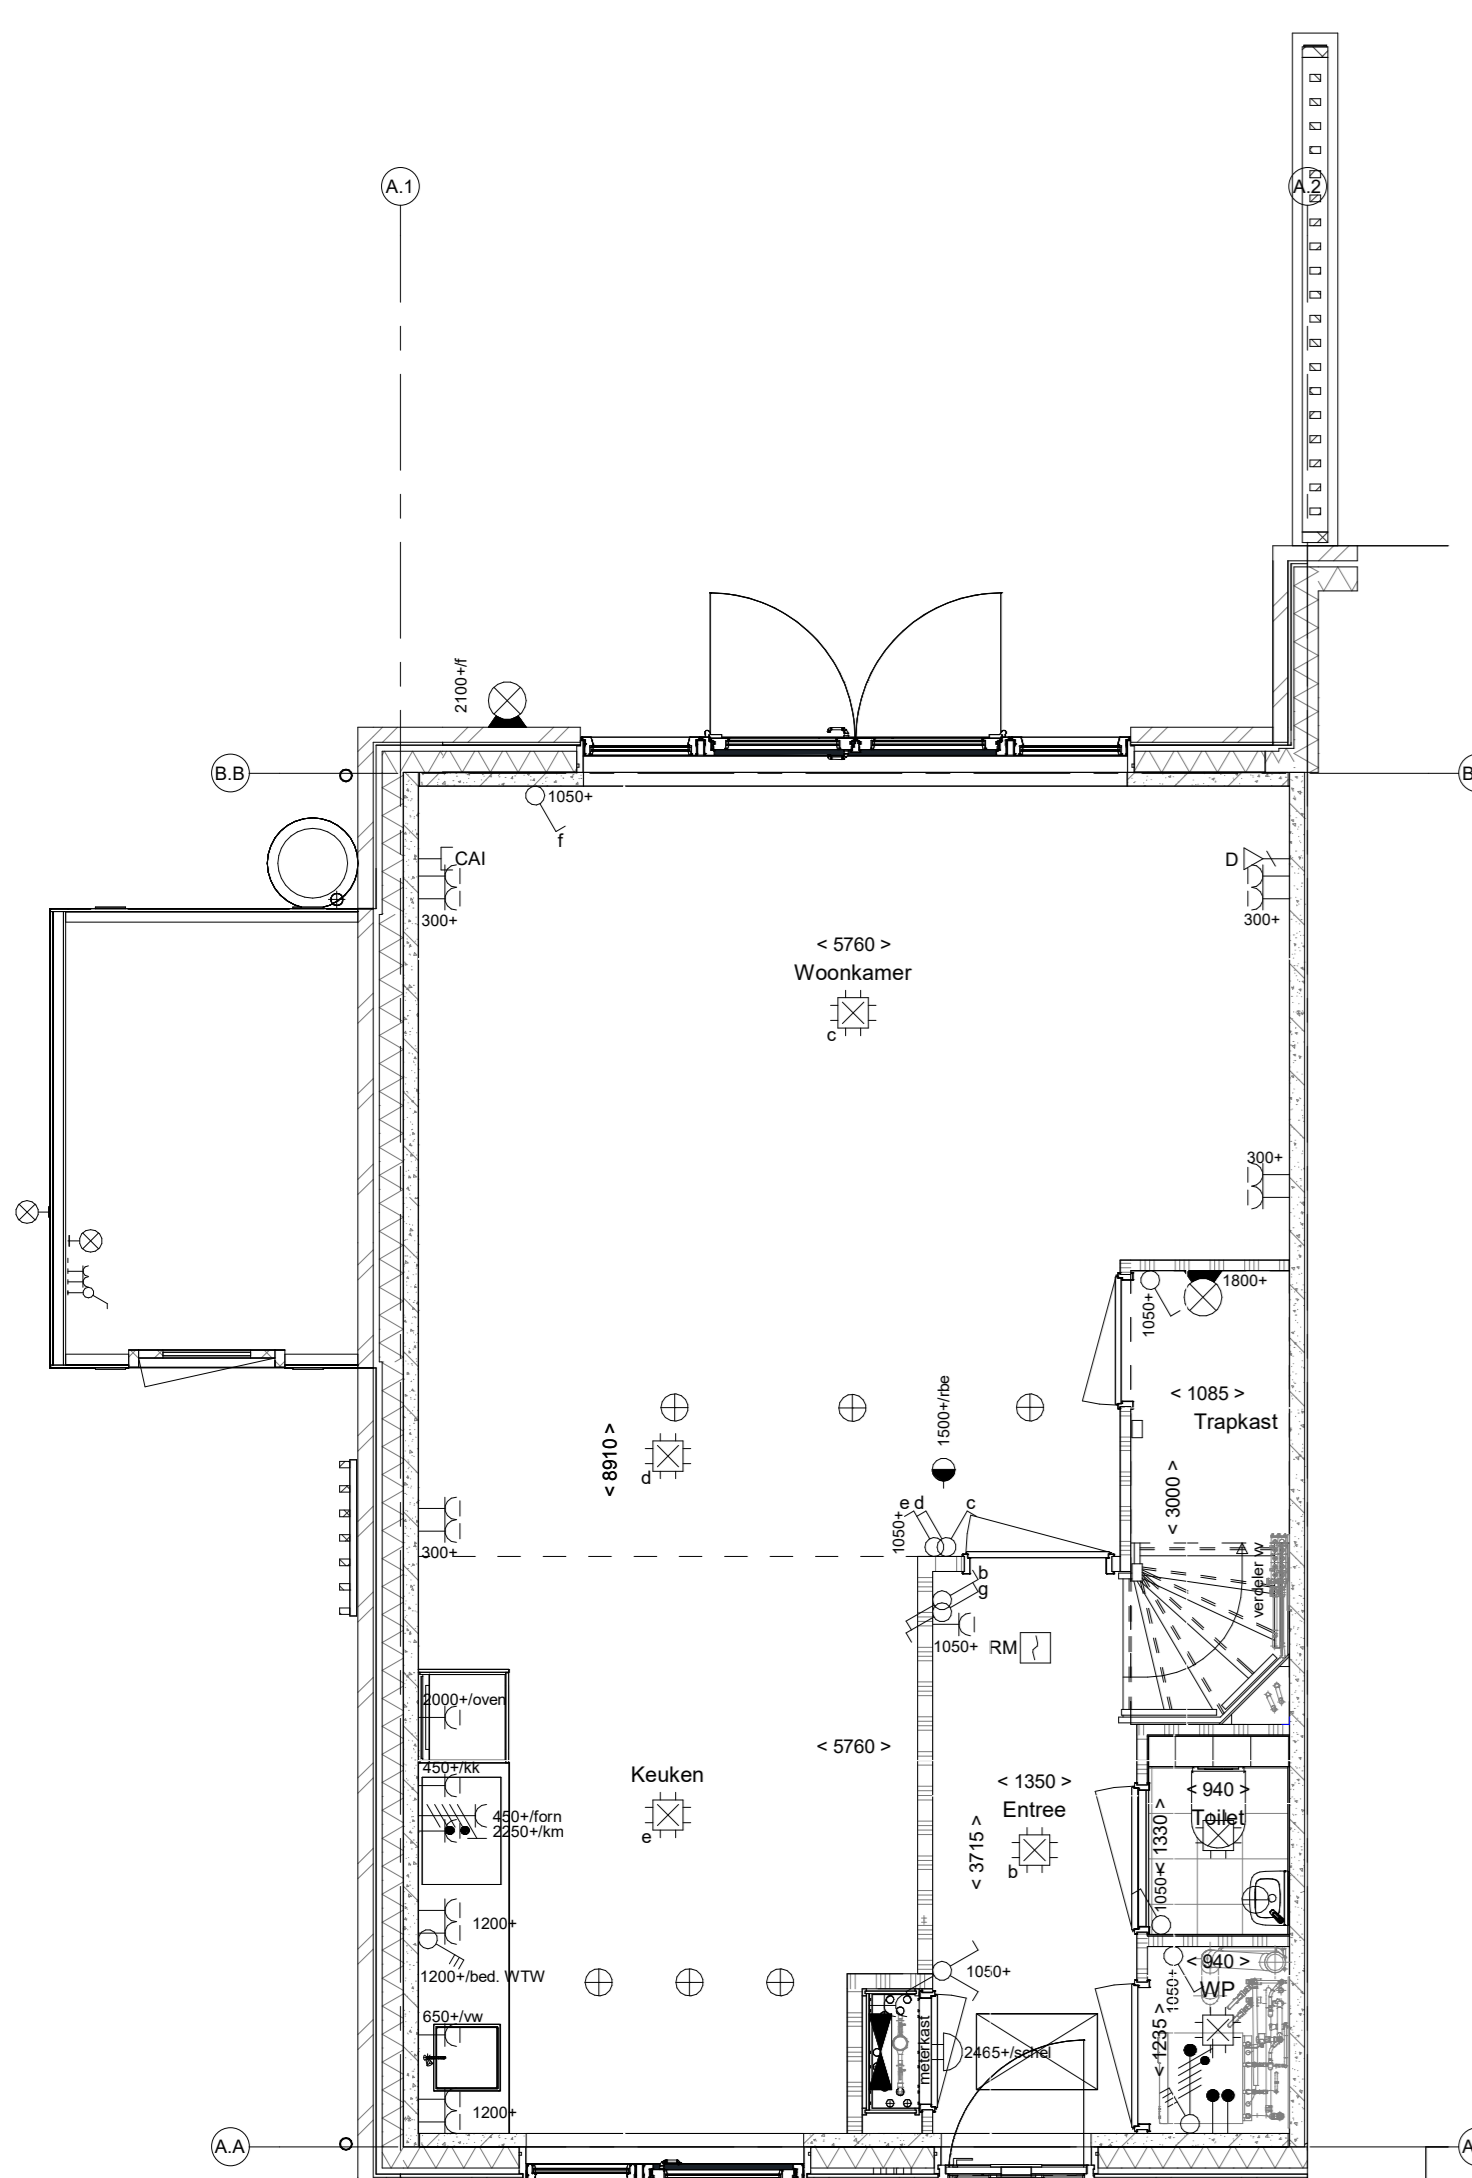 A.1
A.2
2100+/f
B.B
B
1050+
f
CAI
D
300+
300+
< 5760 >
Woonkamer
c
300+
1800+
1050+
1500+/rbe
< 1085 >
Trapkast
< 8910 >
d
< 3000 >
e d
c
1050+
300+
verdeler vv
b
g
1050+
RM
2000+/oven
< 5760 >
450+/kk
Keuken
< 1350 >
< 940 >
450+/forn
Entree
Toilet
2250+/km
e
< 3715 >
b
< 1330 >
1050+
1200+
1050+
< 940 >
1200+/bed. WTW
WP
1050+
650+/vw
< 1235 >
meterkast
2465+/schel
1200+
A.A
A